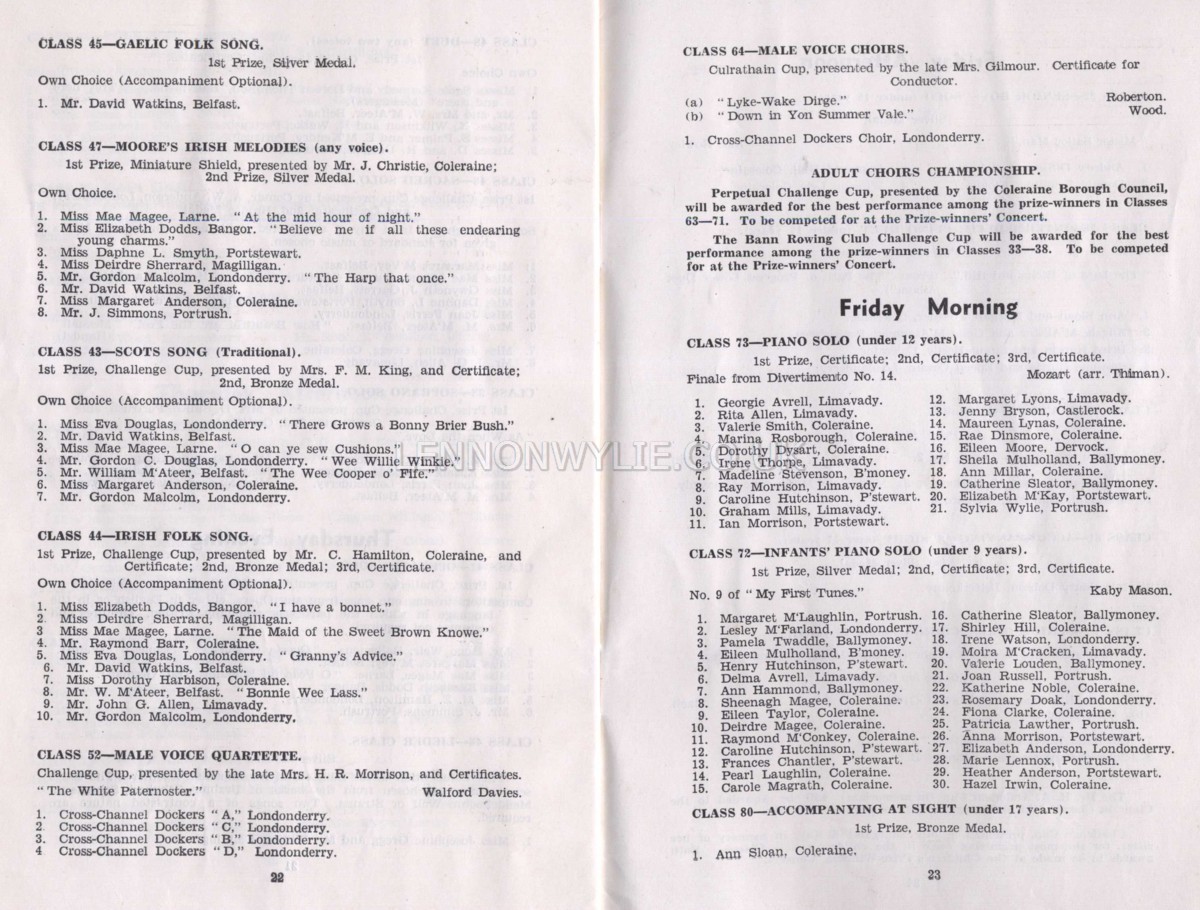 CLASS 45—GAELIC FOLK SONG.
1st Prize, Silver Medal.
Own Choice (Accompaniment Optional).
1. Mr. David Watkins, Belfast.
CLASS 47—MOORE'S IRISH MELODIES (any voice).
1st Prize, Miniature Shield, presented by Mr. J. Christie, Coleraine;
2nd Prize, Silver Medal.
Own Choice.
1. Miss Mae Magee, Larne. "At the mid hour of night."
2. Miss Elizabeth Dodds, Bangor. "Believe me if all these endearing
young charms."
3. Miss Daphne L. Smyth, Portstewart.
4. Miss Deirdre Sherrard, Magilligan.
5. Mr. Gordon Malcolm, Londonderry. "The Harp that once."
6. Mr. David Watkins, Belfast.
7. Miss Margaret Anderson, Coleraine.
8. Mr. J. Simmons, Portrush.
CLASS 43—SCOTS SONG (Traditional).
1st Prize, Challenge Cup, presented by Mrs. F. M. King, and Certificate;
2nd, Bronze Medal.
Own Choice (Accompaniment Optional).
1. Miss Eva Douglas, Londonderry. "There Grows a Bonny Brier Bush."
2. Mr. David Watkins, Belfast.
3. Miss Mae Magee, Larne. "O can ye sew Cushions."
4. Mr. Gordon C. Douglas, Londonderry. "Wee Willie Winkie."
5. Mr. William M'Ateer, Belfast. "The Wee Cooper o' Fife."
6. Miss Margaret Anderson, Coleraine.
7. Mr. Gordon Malcolm, Londonderry.
CLASS 44—IRISH FOLK SONG.
1st Prize, Challenge Cup, presented by Mr. C. Hamilton, Coleraine, and
Certificate; 2nd, Bronze Medal; 3rd, Certificate.
Own Choice (Accompaniment Optional).
1. Miss Elizabeth Dodds, Bangor. "I have a bonnet."
2. Miss Deirdre Sherrard, Magilligan.
3 Miss Mae Magee, Larne. "The Maid of the Sweet Brown Knowe."
4. Mr. Raymond Barr, Coleraine.
5. Miss Eva Douglas, Londonderry. "Granny's Advice."
6. Mr. David Watkins, Belfast.
7. Miss Dorothy Harbison, Coleraine.
8. Mr. W. M'Ateer, Belfast. "Bonnie Wee Lass."
9. Mr. John G. Allen, Limavady.
10. Mr. Gordon Malcolm, Londonderry.
CLASS 52—MALE VOICE QUARTETTE.
Challenge Cup, presented by the late Mrs. H. R. Morrison, and Certificates.
"The White Paternoster." Walford Davies.
1. Cross-Channel Dockers "A," Londonderry.
2. Cross-Channel Dockers "C," Londonderry.
3. Cross-Channel Dockers "B," Londonderry.
4 Cross-Channel Dockers "D," Londonderry.
22
CLASS 64—MALE VOICE CHOIRS.
Culrathain Cup, presented by the late Mrs. Gilmour. Certificate for
Conductor.
(a) "Lyke-Wake Dirge." Roberton.
(b) "Down in Yon Summer Vale." Wood.
1. Cross-Channel Dockers Choir, Londonderry.
ADULT CHOIRS CHAMPIONSHIP.
Perpetual Challenge Cup, presented by the Coleraine Borough Council,
will be awarded for the best performance among the prize-winners in Classes
63—71. To be competed for at the Prize-winners' Concert.
The Bann Rowing Club Challenge Cup will be awarded for the best
performance among the prize-winners in Classes 33—38. To be competed
for at the Prize-winners' Concert.
Friday Morning
CLASS 73—PIANO SOLO (under 12 years).
1st Prize, Certificate; 2nd, Certificate; 3rd, Certificate.
Finale from Divertimento No. 14. Mozart (arr. Thiman).
1. Georgie Avrell, Limavady.
2. Rita Allen, Limavady.
3. Valerie Smith, Coleraine.
4. Marina Rosborough, Coleraine.
5. Dorothy Dysart, Coleraine.
6. Irene Thorpe, Limavady.
7. Madeline Stevenson, B'money.
8. Ray Morrison, Limavady.
9. Caroline Hutchinson, P'stewart.
10. Graham Mills, Limavady.
11. Ian Morrison, Portstewart.
12. Margaret Lyons, Limavady.
13. Jenny Bryson, Castlerock.
14. Maureen Lynas, Coleraine.
15. Rae Dinsmore, Coleraine.
16. Eileen Moore, Dervock.
17. Sheila Mulholland, Ballymoney.
18. Ann Millar, Coleraine.
19. Catherine Sleator, Ballymoney.
20. Elizabeth M'Kay, Portstewart.
21. Sylvia Wylie, Portrush.
CLASS 72—INFANTS' PIANO SOLO (under 9 years).
1st Prize, Silver Medal; 2nd, Certificate; 3rd, Certificate.
No. 9 of "My First Tunes." Kaby Mason.
1. Margaret M'Laughlin, Portrush.
2. Lesley M'Farland, Londonderry.
3. Pamela Twaddle, Ballymoney.
4. Eileen Mulholland, B'money.
5. Henry Hutchinson, P'stewart.
6. Delma Avrell, Limavady.
7. Ann Hammond, Ballymoney.
8. Sheenagh Magee, Coleraine.
9. Eileen Taylor, Coleraine.
10. Deirdre Magee, Coleraine.
11. Raymond M'Conkey, Coleraine.
12. Caroline Hutchinson, P'stewart.
13. Frances Chantler, P'stewart.
14. Pearl Laughlin, Coleraine.
15. Carole Magrath, Coleraine.
16. Catherine Sleator, Ballymoney.
17. Shirley Hill, Coleraine.
18. Irene Watson, Londonderry.
19. Moira M'Cracken, Limavady.
20. Valerie Louden, Ballymoney.
21. Joan Russell, Portrush.
22. Katherine Noble, Coleraine.
23. Rosemary Doak, Londonderry.
24. Fiona Clarke, Coleraine.
25. Patricia Lawther, Portrush.
26. Anna Morrison, Portstewart.
27. Elizabeth Anderson, Londonderry.
28. Marie Lennox, Portrush.
29. Heather Anderson, Portstewart.
30. Hazel Irwin, Coleraine.
CLASS 80—ACCOMPANYING AT SIGHT (under 17 years).
1st Prize, Bronze Medal.
1. Ann Sloan, Coleraine.
23